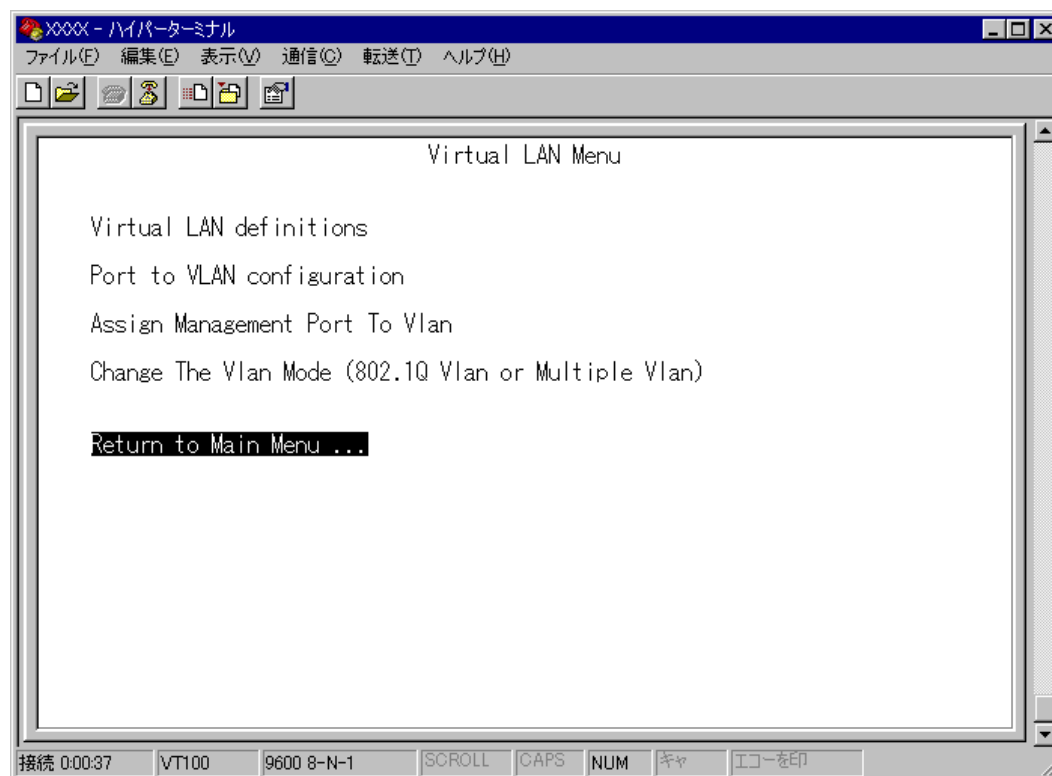 XXXX - ハイパーターミナル
ファイル(F) 編集(E) 表示(V) 通信(C) 転送(T) ヘルプ(H)
Virtual LAN Menu
Virtual LAN definitions
Port to VLAN configuration
Assign Management Port To Vlan
Change The Vlan Mode (802.1Q Vlan or Multiple Vlan)
Return to Main Menu ...
接続 0:00:37 VT100 9600 8-N-1 SCROLL CAPS NUM キャ エコーを印